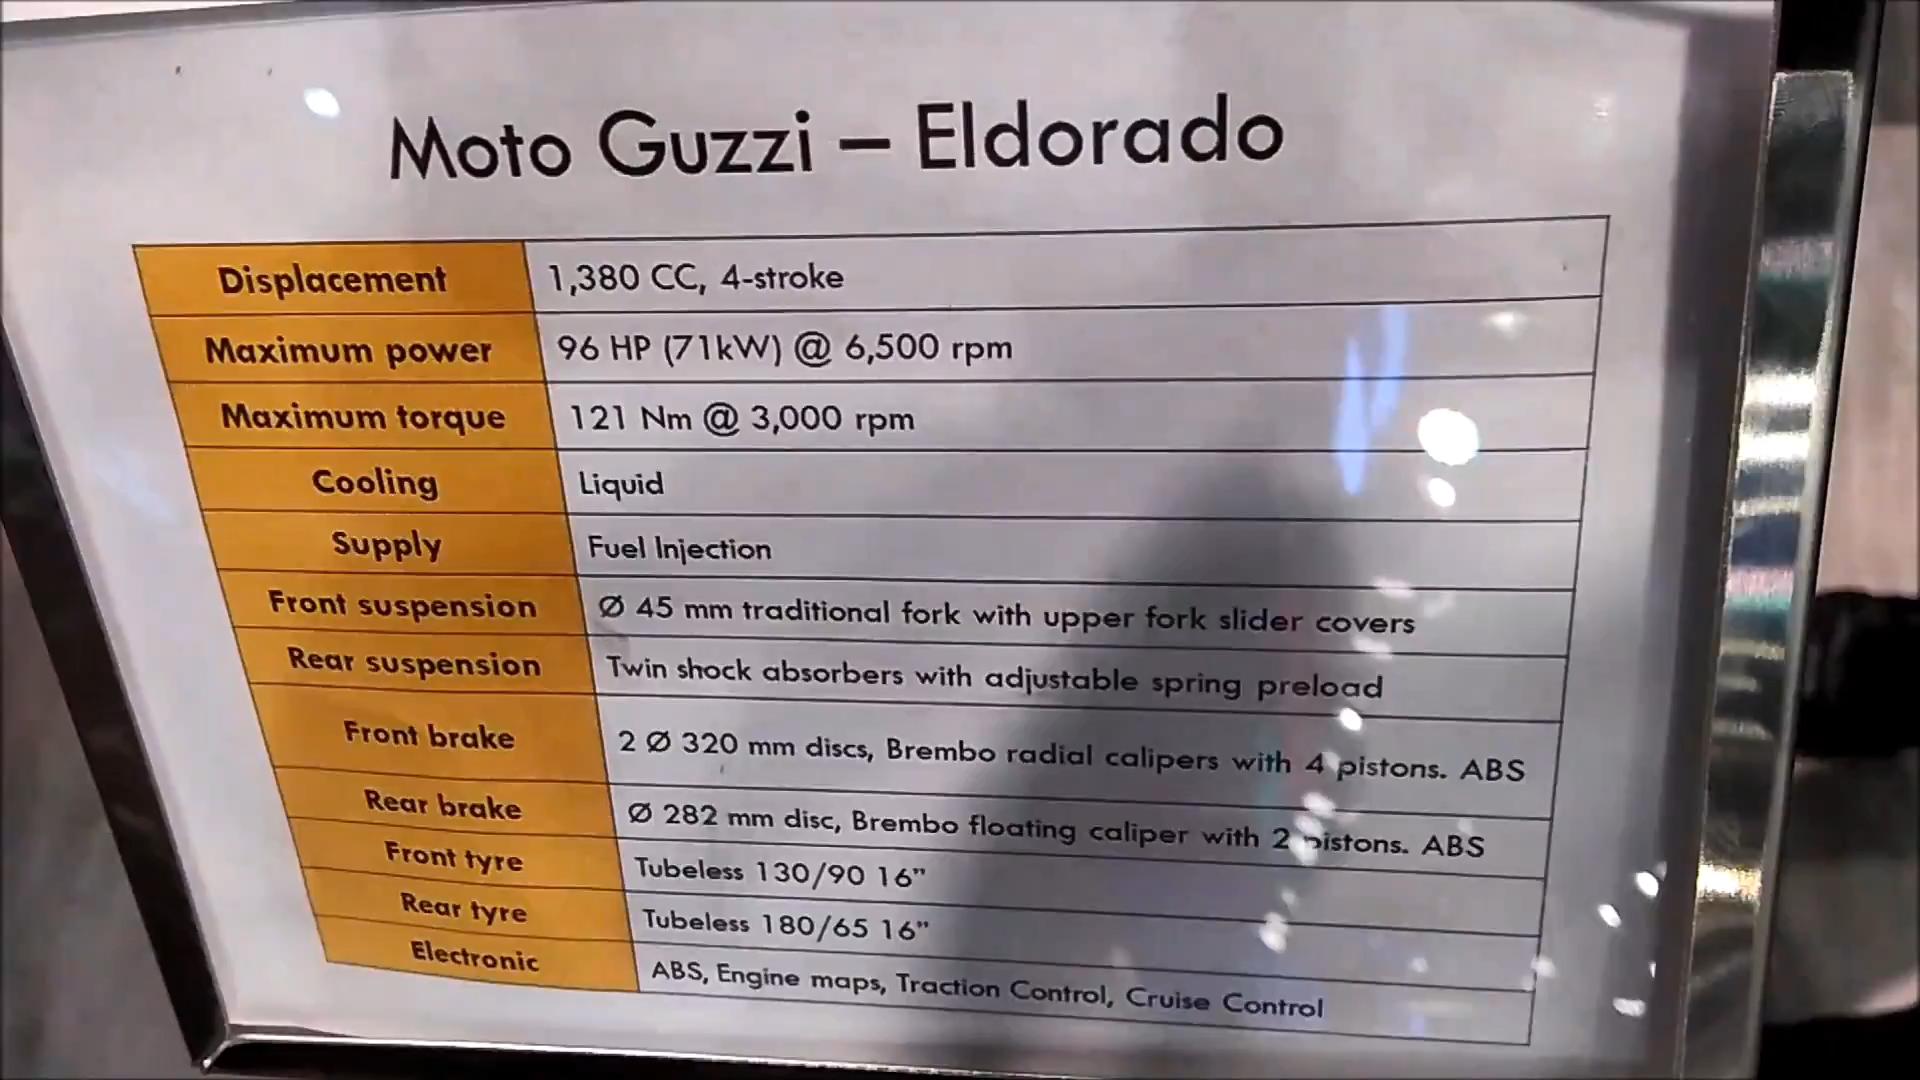 Moto Guzzi – Eldorado
Displacement 1,380 CC, 4-stroke
Maximum power 96 HP (71kW) @ 6,500 rpm
Maximum torque 121 Nm @ 3,000 rpm
Cooling Liquid
Supply Fuel Injection
Front suspension Ø 45 mm traditional fork with upper fork slider covers
Rear suspension Twin shock absorbers with adjustable spring preload
Front brake 2 Ø 320 mm discs, Brembo radial calipers with 4 pistons. ABS
Rear brake Ø 282 mm disc, Brembo floating caliper with 2 pistons. ABS
Front tyre Tubeless 130/90 16”
Rear tyre Tubeless 180/65 16”
Electronic ABS, Engine maps, Traction Control, Cruise Control